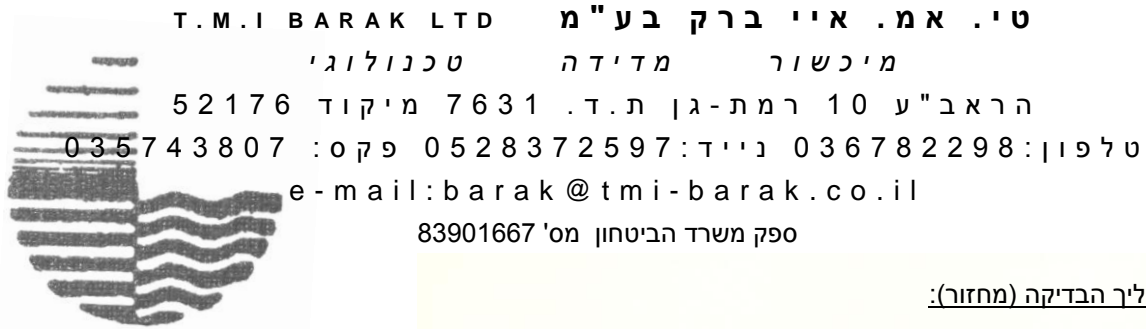 טי. אמ. איי ברק בע"מ T.M.I BARAK LTD
מיכשור מדידה טכנולוגי
הראב"ע 10 רמת-גן ת.ד. 7631 מיקוד 52176
טלפון:036782298 נייד:0528372597 פקס: 035743807
e-mail:barak@tmi-barak.co.il
ספק משרד הביטחון מס' 83901667
ליך הבדיקה (מחזור):